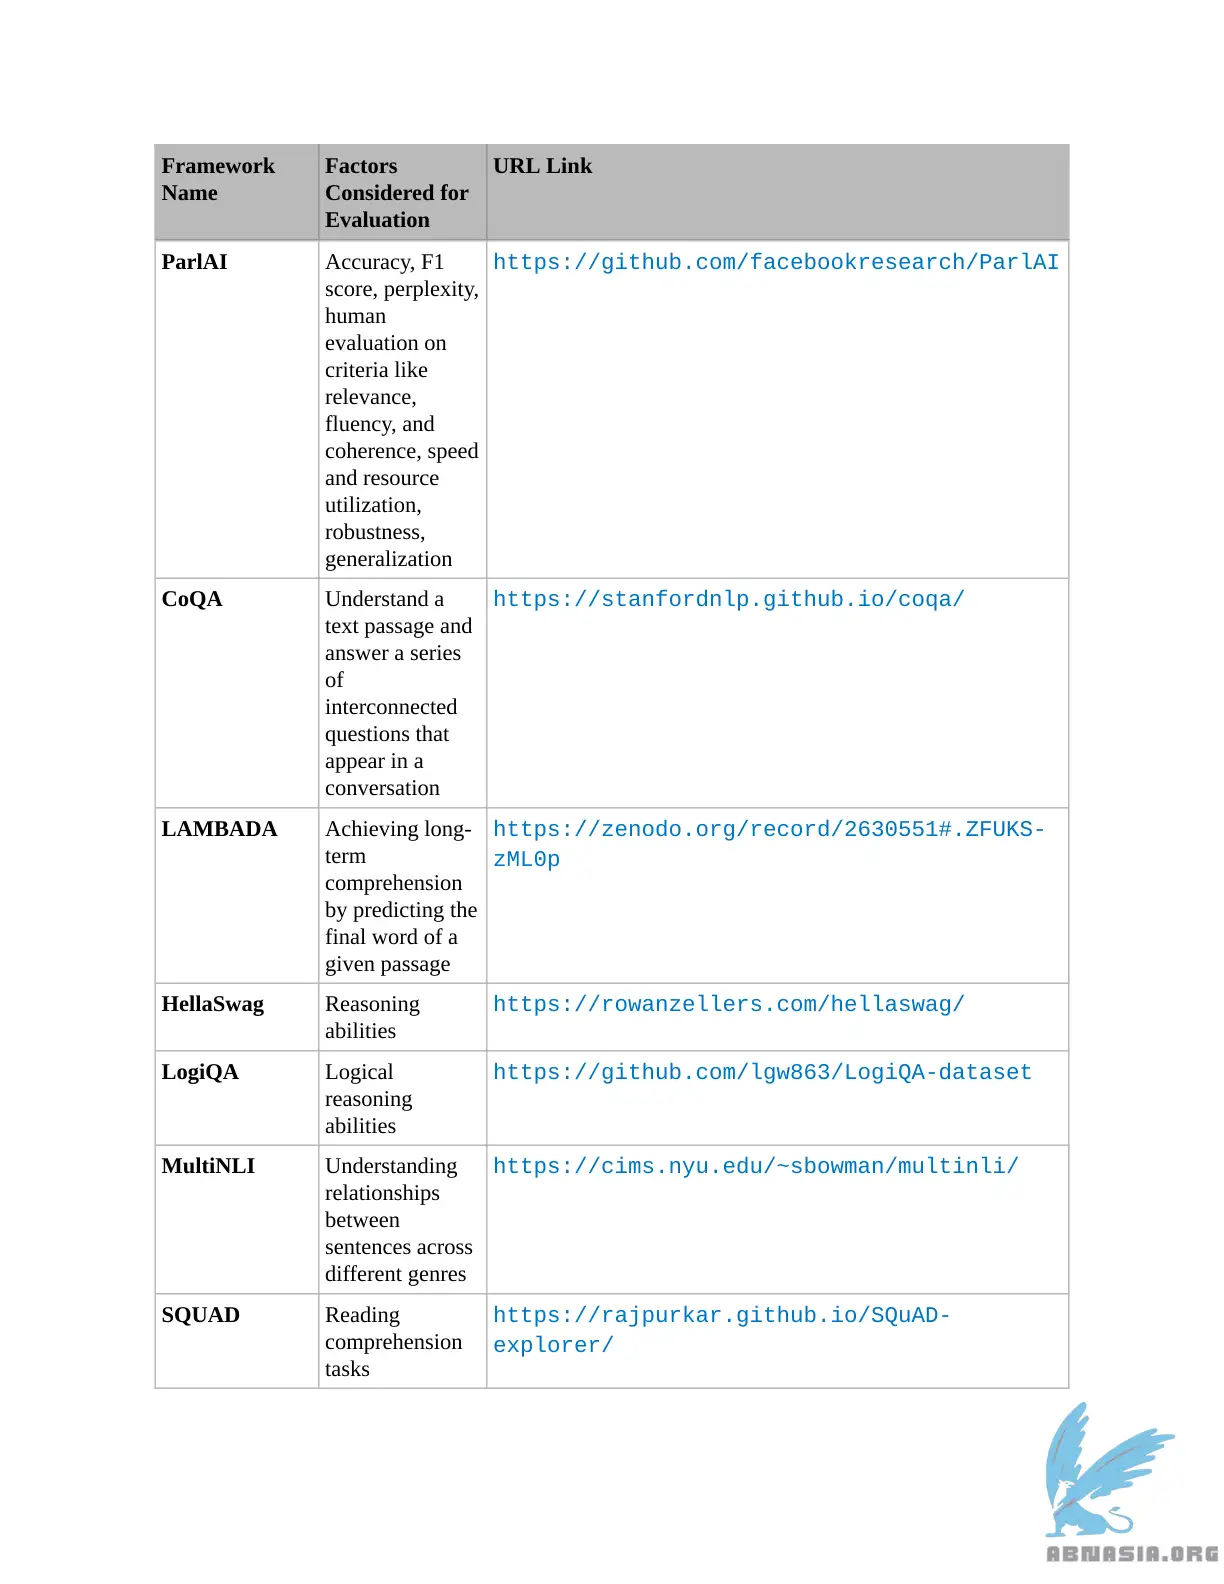 Framework
Name
Factors
Considered for
Evaluation
URL Link
ParlAI
Accuracy, F1
score, perplexity,
human
evaluation on
criteria like
relevance,
fluency, and
coherence, speed
and resource
utilization,
robustness,
generalization
https://github.com/facebookresearch/ParlAI
CoQA
Understand a
text passage and
answer a series
of
interconnected
questions that
appear in a
conversation
https://stanfordnlp.github.io/coqa/
LAMBADA
Achieving long-
term
comprehension
by predicting the
final word of a
given passage
https://zenodo.org/record/2630551#.ZFUKS-
zML0p
HellaSwag
Reasoning
abilities
https://rowanzellers.com/hellaswag/
LogiQA
Logical
reasoning
abilities
https://github.com/lgw863/LogiQA-dataset
MultiNLI
Understanding
relationships
between
sentences across
different genres
https://cims.nyu.edu/~sbowman/multinli/
SQUAD
Reading
comprehension
tasks
https://rajpurkar.github.io/SQuAD-
explorer/
ABNASIA.ORG